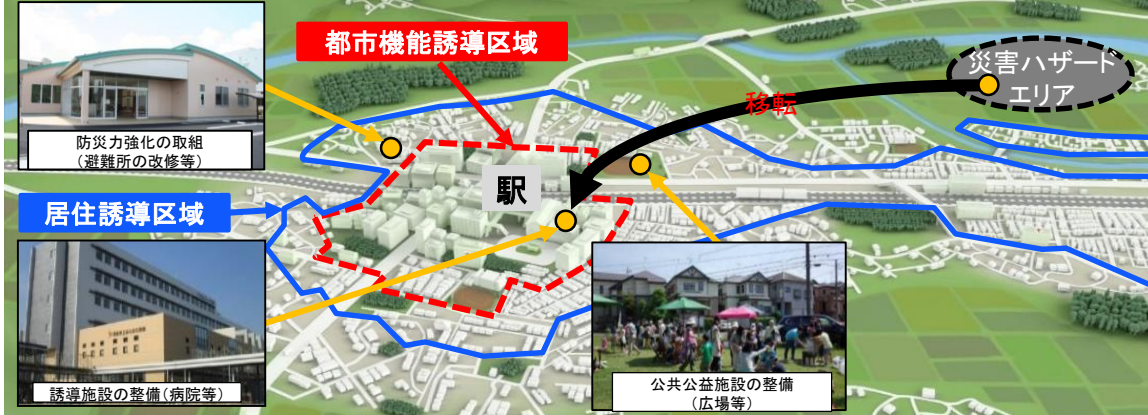 都市機能誘導区域
災害ハザード
エリア
移転
防災力強化の取組
(避難所の改修等)
駅
居住誘導区域
誘導施設の整備(病院等)
公共公益施設の整備
(広場等)